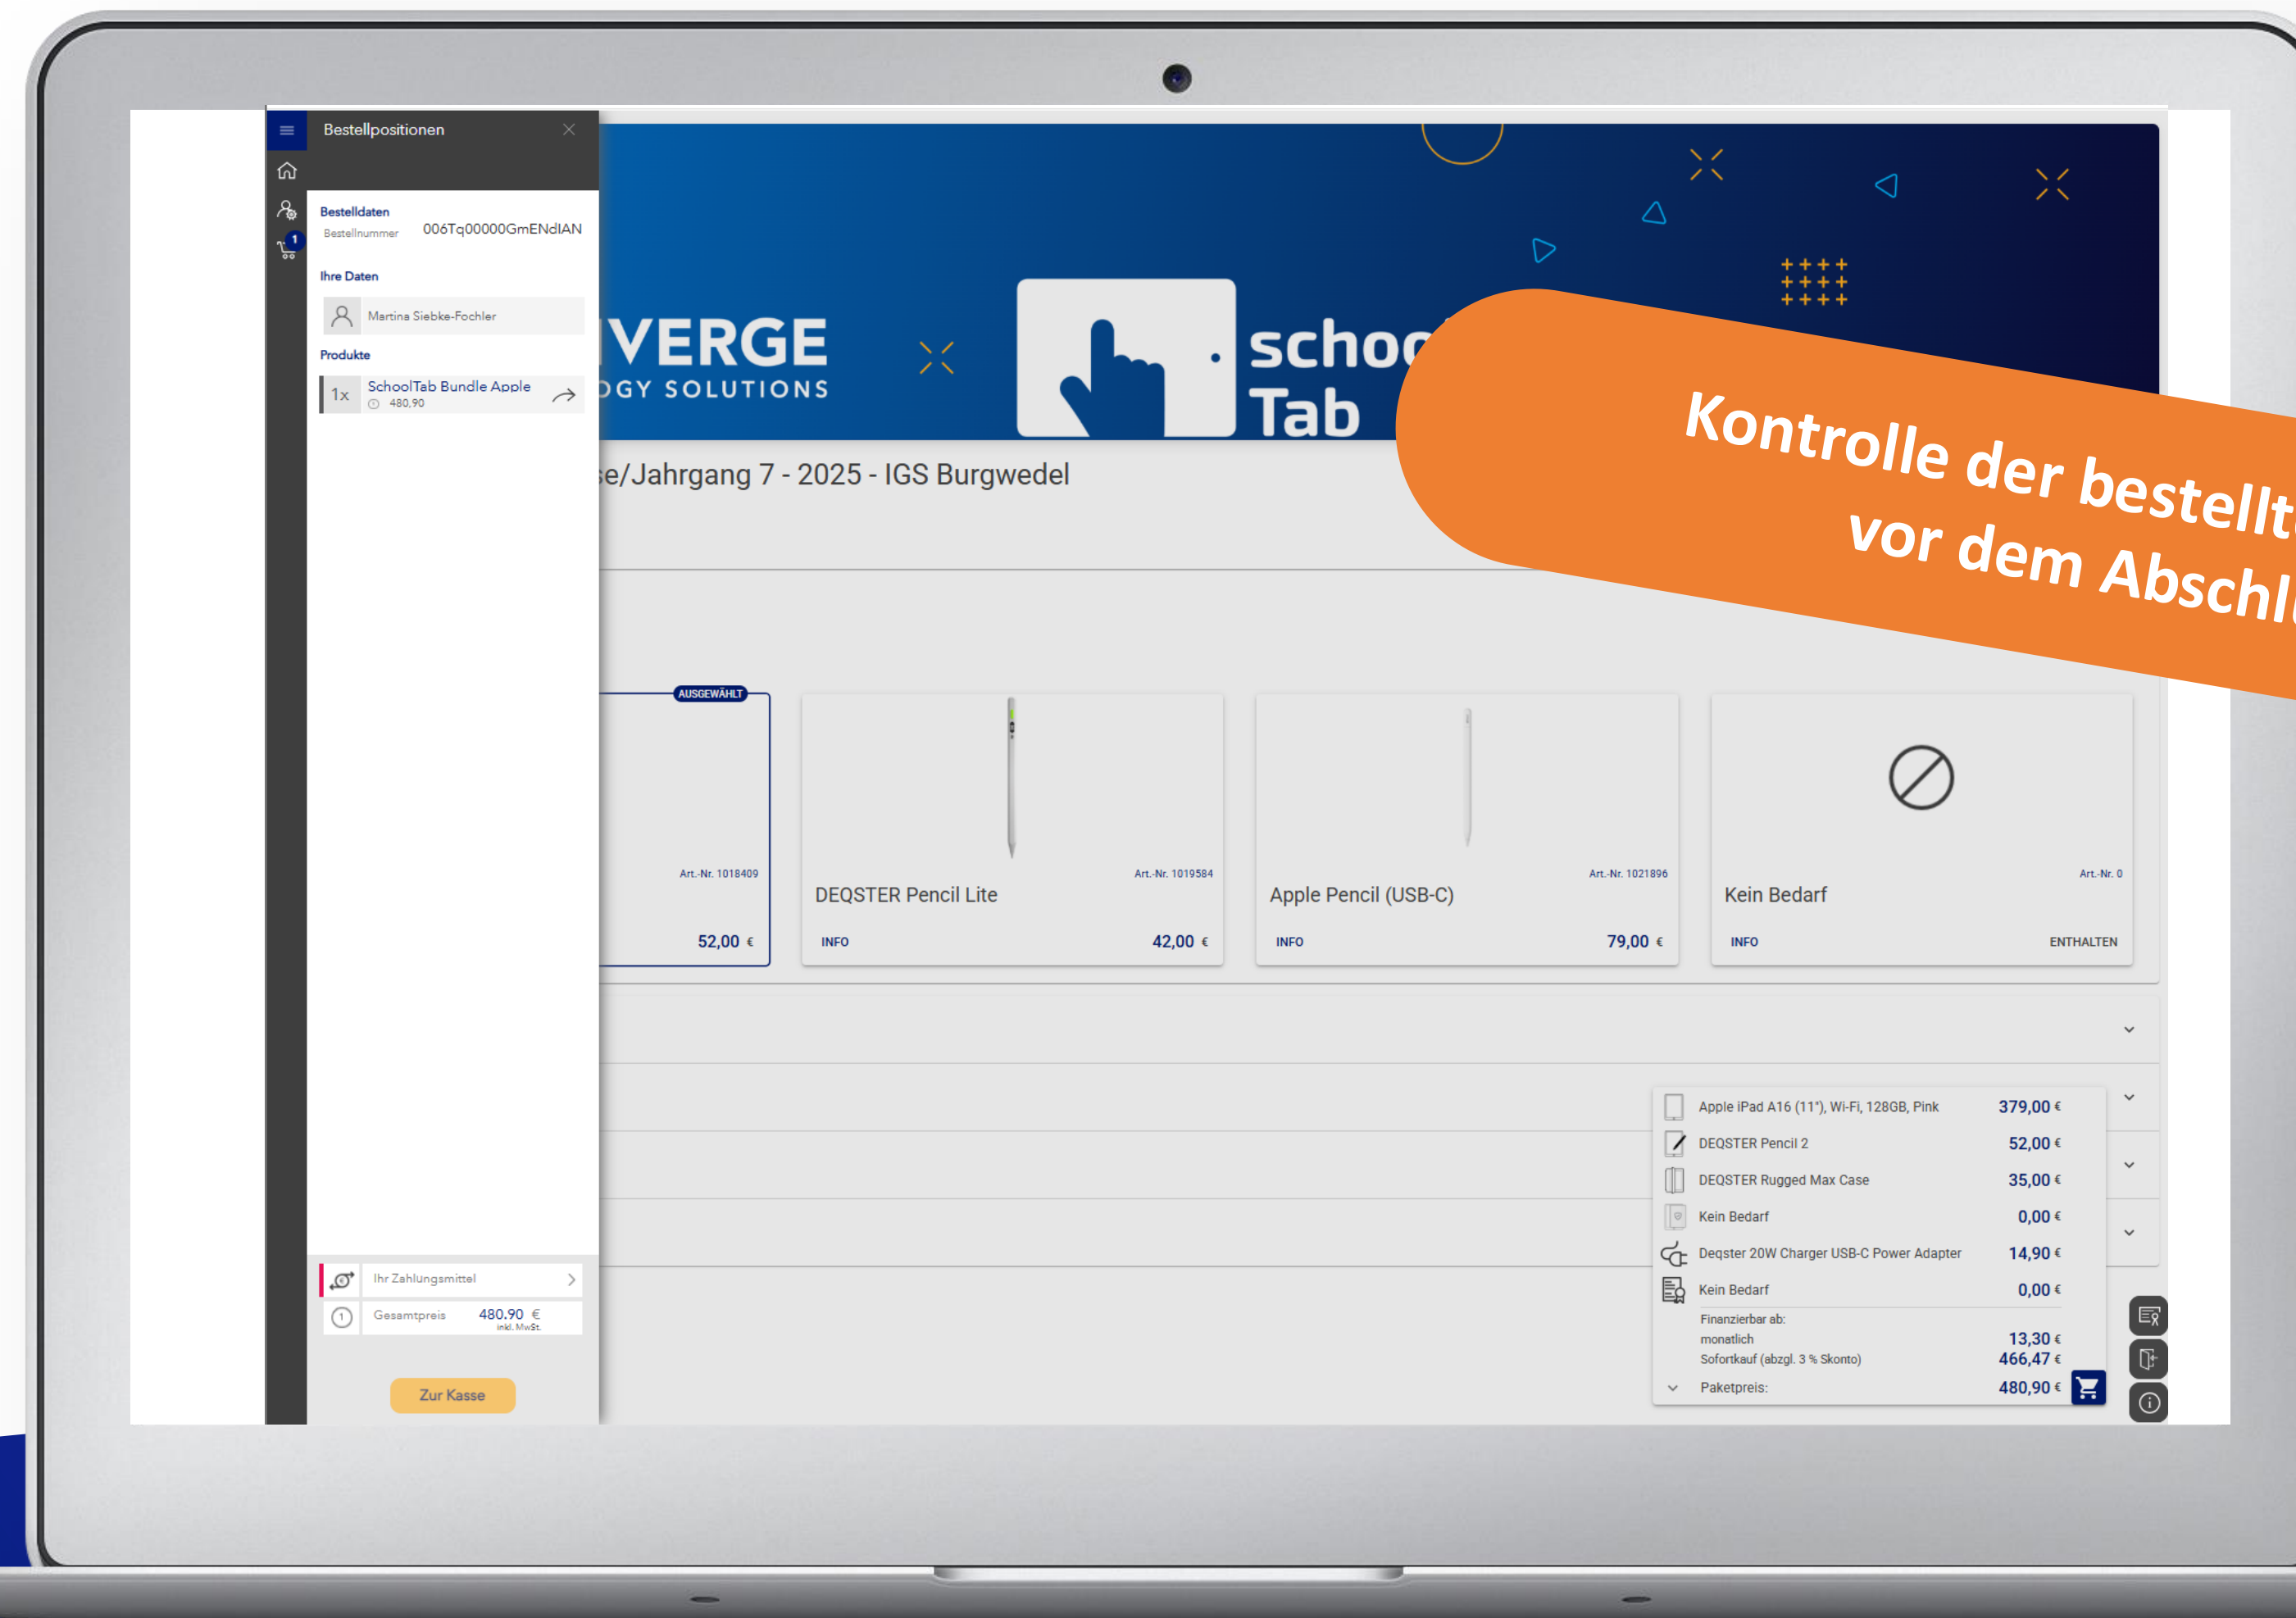 Bestellpositionen
Bestelldaten
Bestellnummer 006Tq00000GmENdIAN
Ihre Daten
Martina Siebke-Fochler
Produkte
1x SchoolTab Bundle Apple
480,90
Ihr Zahlungsmittel
Gesamtpreis 480,90 €
inkl. MwSt.
Zur Kasse
VERGE
OGY SOLUTIONS
schoo
Tab
Kontrolle der bestellt
vor dem Abschl
se/Jahrgang 7 - 2025 - IGS Burgwedel
AUSGEWÄHLT
Art.-Nr. 1018409
52,00 €
Art.-Nr. 1019584
DEQSTER Pencil Lite
INFO 42,00 €
Art.-Nr. 1021896
Apple Pencil (USB-C)
INFO 79,00 €
Art.-Nr. 0
Kein Bedarf
INFO ENTHALTEN
Apple iPad A16 (11"), Wi-Fi, 128GB, Pink 379,00 €
DEQSTER Pencil 2 52,00 €
DEQSTER Rugged Max Case 35,00 €
Kein Bedarf 0,00 €
Deqster 20W Charger USB-C Power Adapter 14,90 €
Kein Bedarf 0,00 €
Finanzierbar ab:
monatlich 13,30 €
Sofortkauf (abzgl. 3 % Skonto) 466,47 €
Paketpreis: 480,90 €
1
1